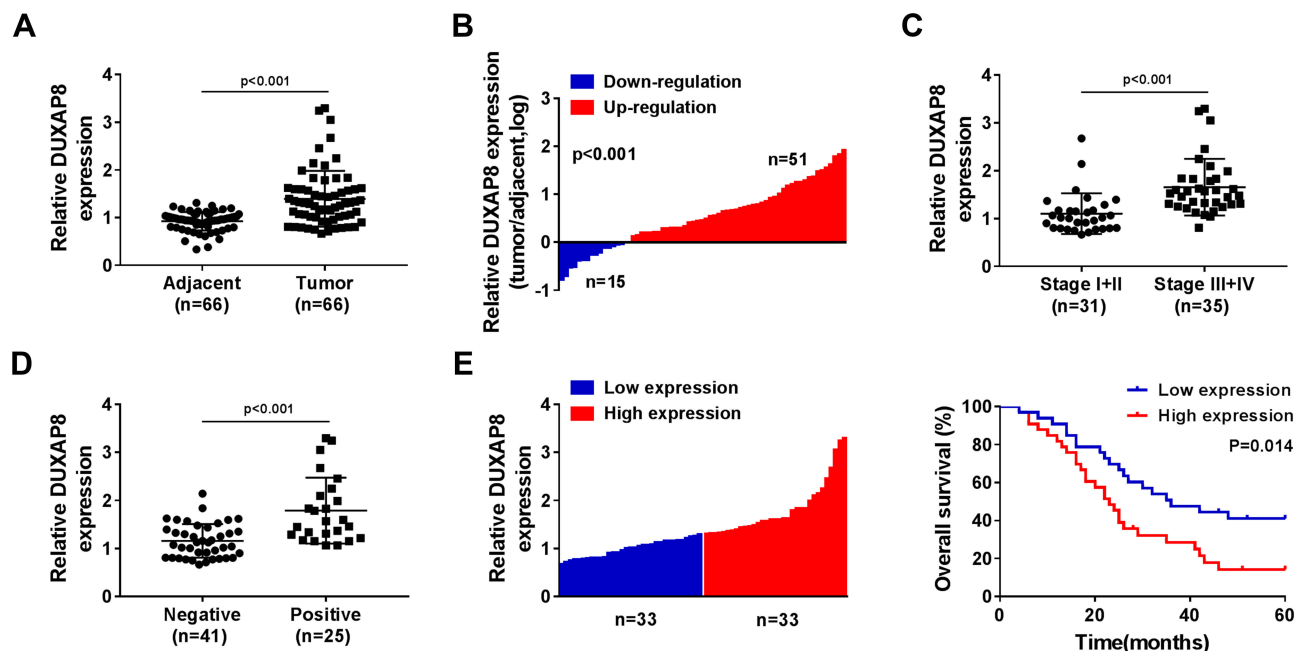 A
Relative DUXAP8
expression
4
3
2
1
0
p<0.001
Adjacent
(n=66)
Tumor
(n=66)
B
Relative DUXAP8 expression
(tumor/adjacent,log)
Down-regulation
Up-regulation
3
2
1
0
-1
p<0.001
n=51
n=15
C
Relative DUXAP8
expression
4
3
2
1
0
p<0.001
Stage I+II
(n=31)
Stage III+IV
(n=35)
D
Relative DUXAP8
expression
4
3
2
1
0
p<0.001
Negative
(n=41)
Positive
(n=25)
E
Relative DUXAP8
expression
Low expression
High expression
4
3
2
1
0
n=33
n=33
Overall survival (%)
Low expression
High expression
P=0.014
100
80
60
40
20
0
0
20
40
60
Time(months)